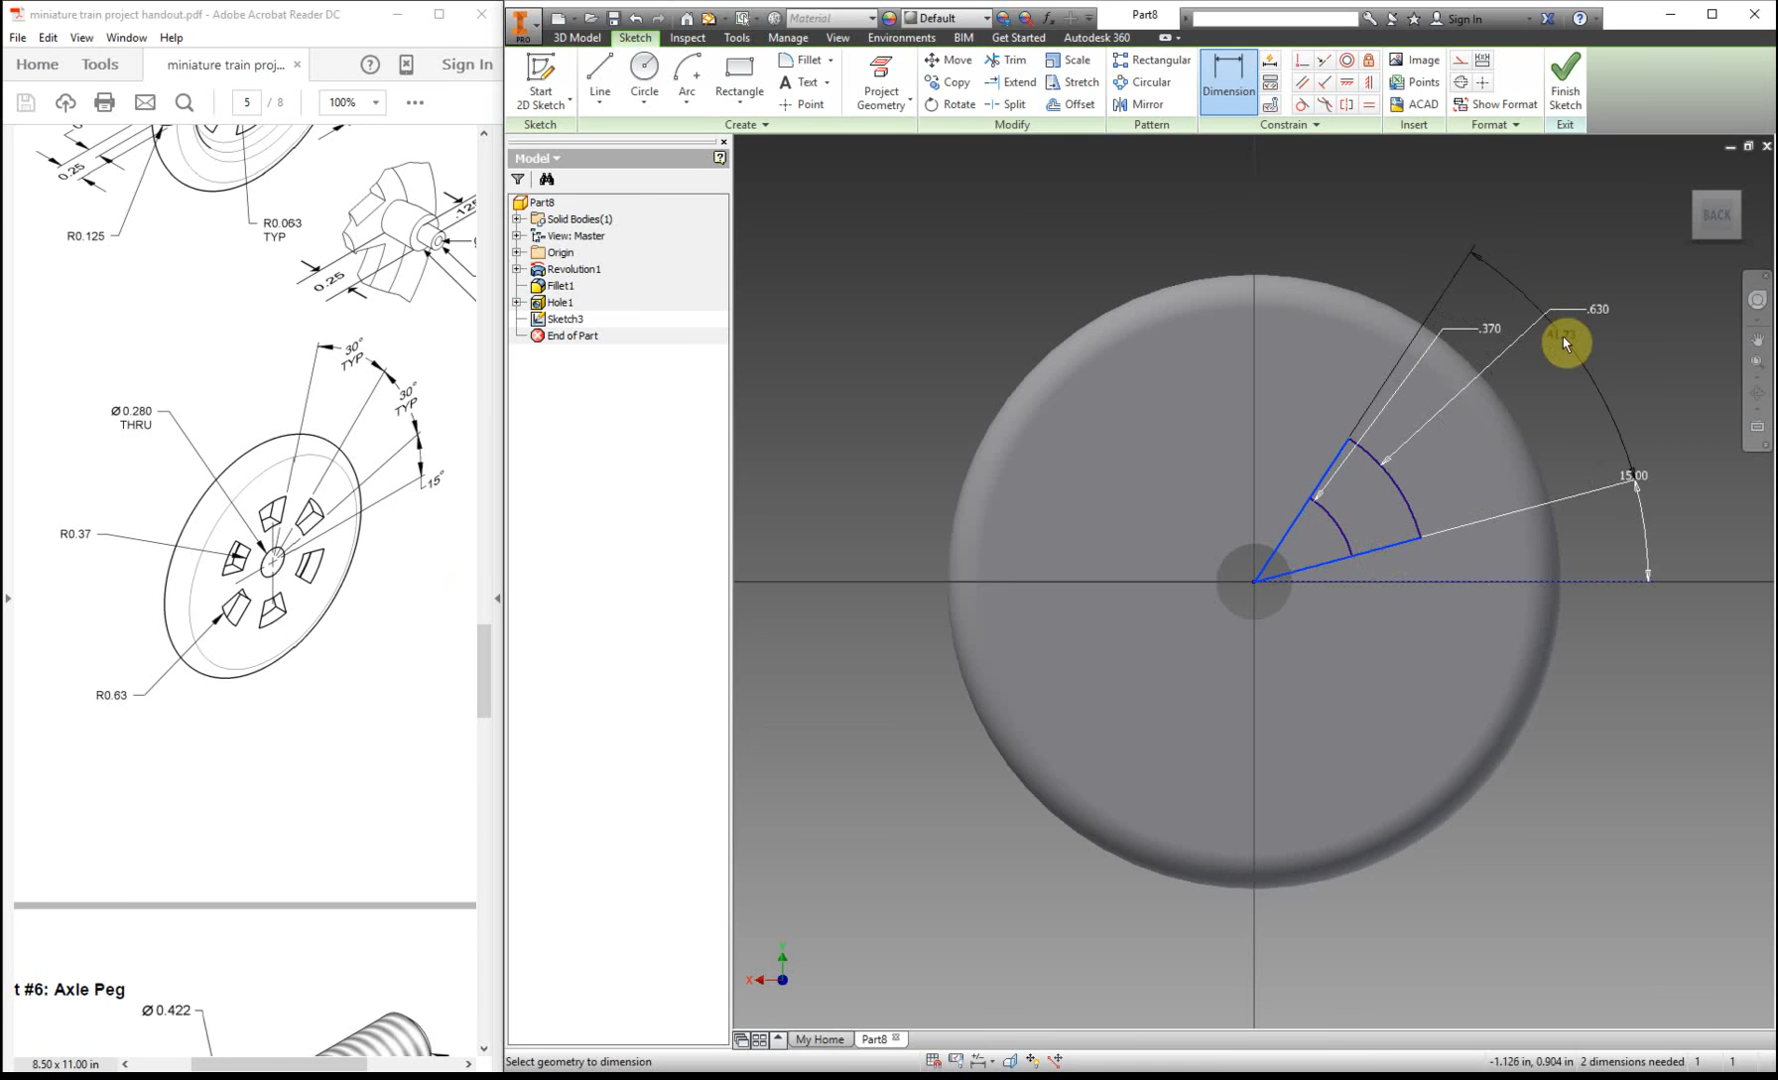 miniature train project handout.pdf - Adobe Acrobat Reader DC
File Edit View Window Help
Home Tools miniature train proj... × Sign In
5 / 8 100%
0.25
R0.125
R0.063
TYP
.125
0.25
30°
TYP
30°
TYP
Ø 0.280
THRU
15°
R0.37
R0.63
t #6: Axle Peg
Ø 0.422
8.50 x 11.00 in
PRO
Material Default Part8 Sign In
3D Model Sketch Inspect Tools Manage View Environments BIM Get Started Autodesk 360
Start
2D Sketch
Line Circle Arc Rectangle
Fillet
Text
Point
Project
Geometry
Move Trim Scale
Copy Extend Stretch
Rotate Split Offset
Rectangular
Circular
Mirror
Dimension
Image
Points
ACAD
Show Format
Finish
Sketch
Sketch Create Modify Pattern Constrain Insert Format Exit
Model
Part8
Solid Bodies(1)
View: Master
Origin
Revolution1
Fillet1
Hole1
Sketch3
End of Part
BACK
.630
.370
41.73
15.00
Y
X
My Home Part8
Select geometry to dimension
-1.126 in, 0.904 in 2 dimensions needed 1 1